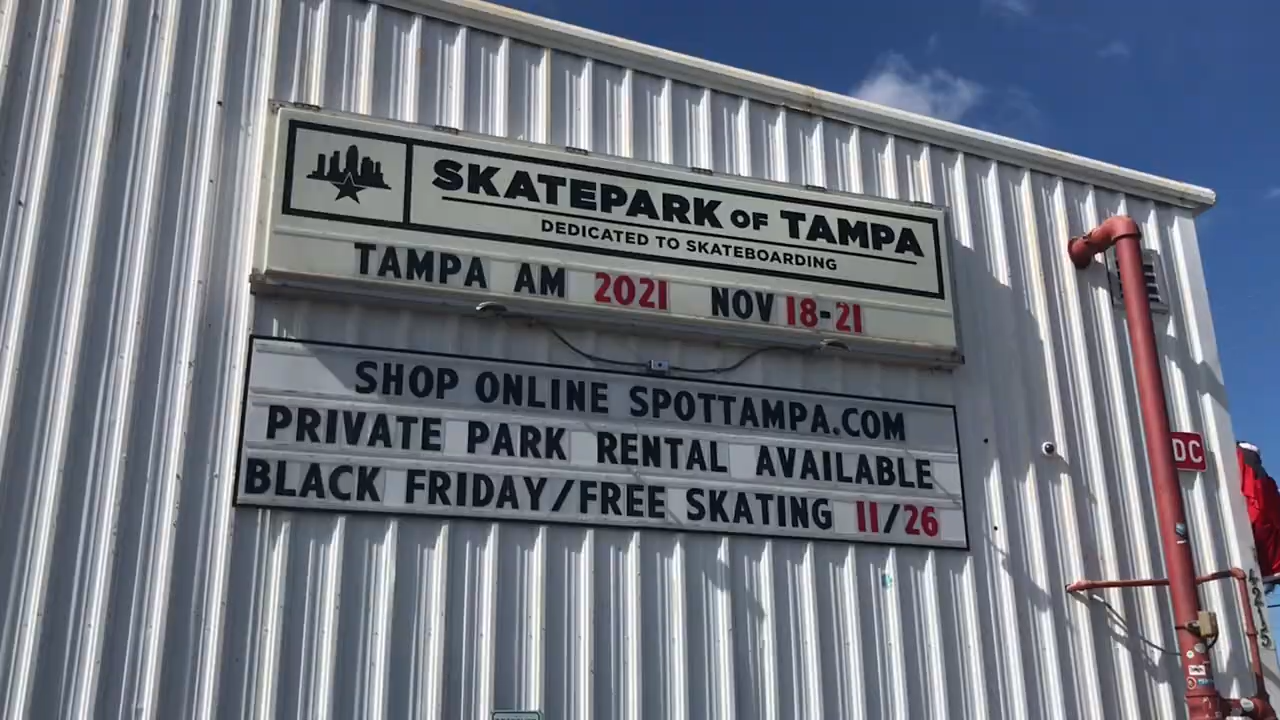 SKATEPARK OF TAMPA
DEDICATED TO SKATEBOARDING
TAMPA AM 2021 NOV 18-21
SHOP ONLINE SPOTTAMPA.COM
PRIVATE PARK RENTAL AVAILABLE
BLACK FRIDAY/FREE SKATING 11/26
DC
4215